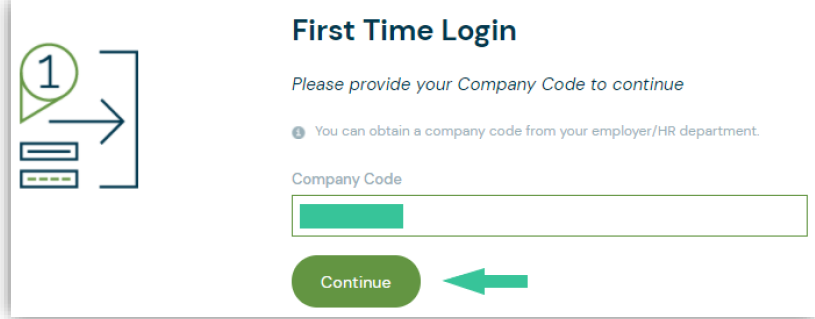 First Time Login
1
Please provide your Company Code to continue
You can obtain a company code from your employer/HR department.
Company Code
Continue